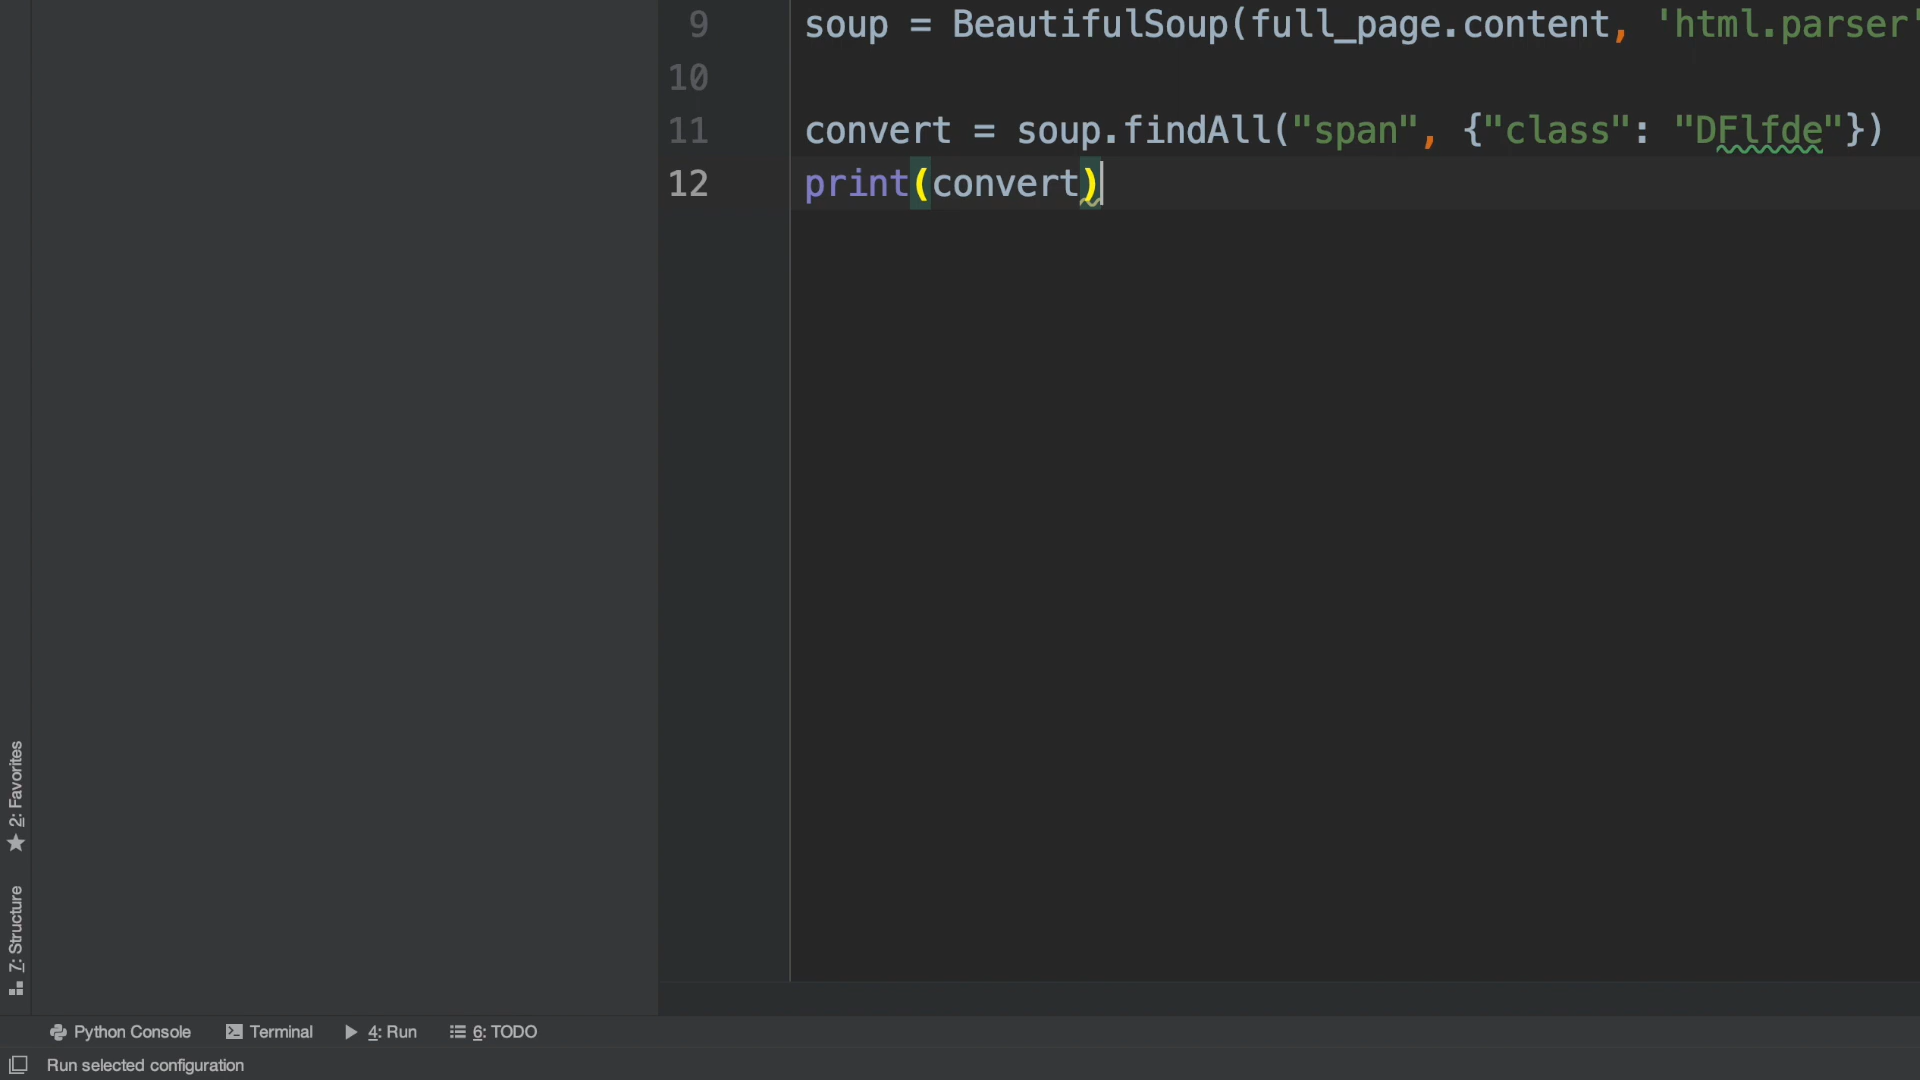 9 soup = BeautifulSoup(full_page.content, 'html.parser'
10
11 convert = soup.findAll("span", {"class": "DFlfde"})
12 print(convert)
2: Favorites
7: Structure
Python Console Terminal 4: Run 6: TODO
Run selected configuration